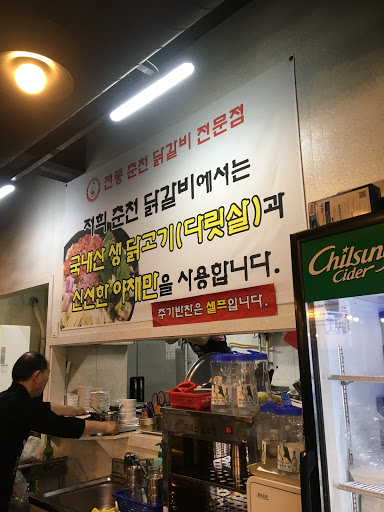 전통 춘천 닭갈비 전문점
저희 춘천 닭갈비에서는
국내산 생 닭고기(다릿살)과
신선한 야채만을 사용합니다.
추가반찬은 셀프입니다.
Chilsung
Cider